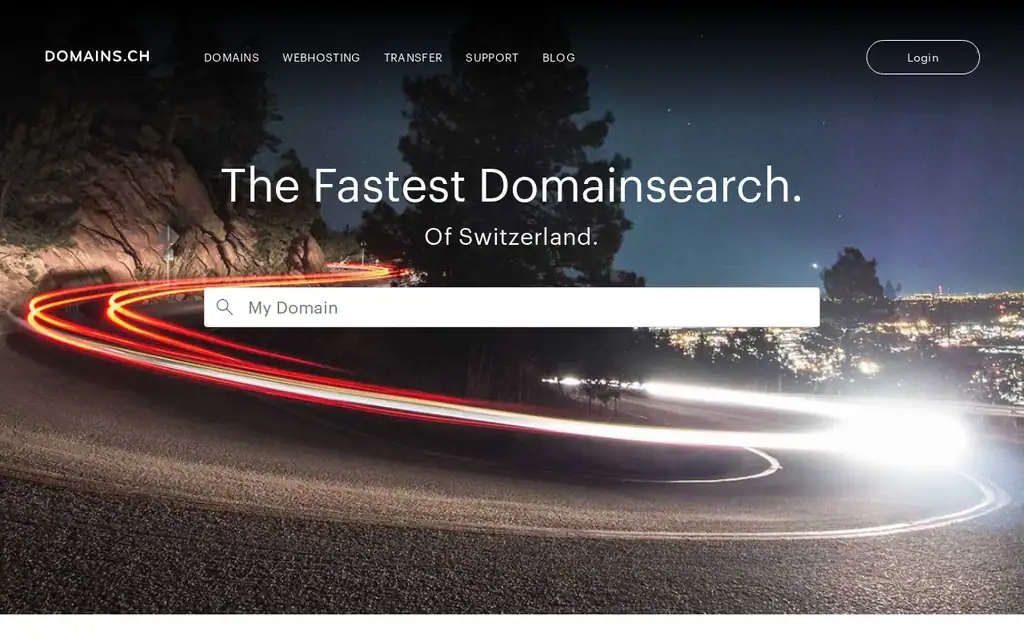 DOMAINS.CH
DOMAINS WEBHOSTING TRANSFER SUPPORT BLOG
Login
The Fastest Domainsearch.
Of Switzerland.
My Domain